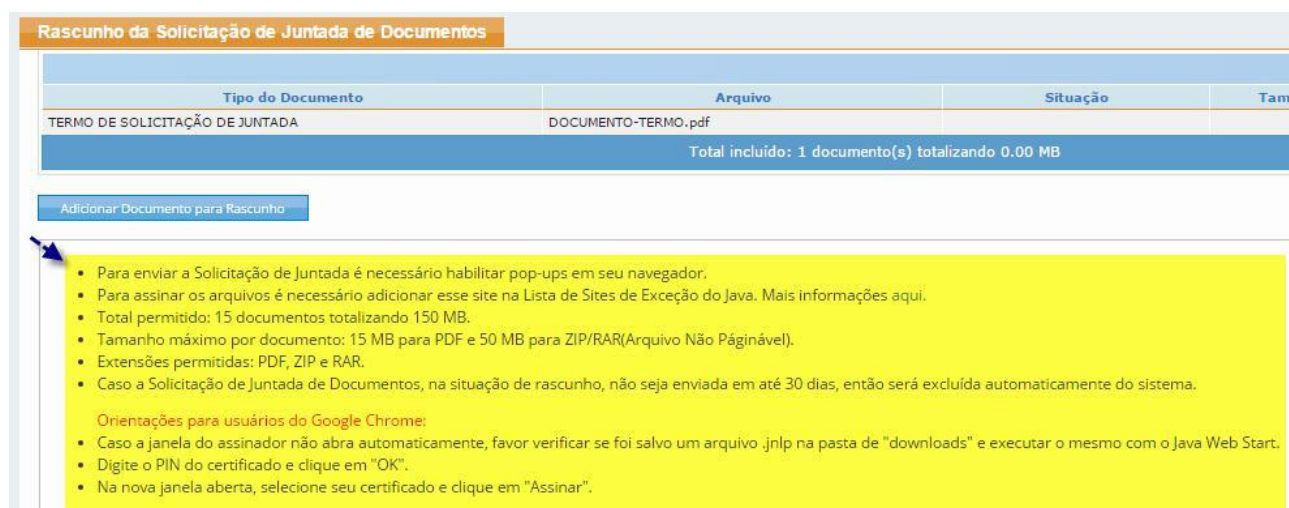 Rascunho da Solicitação de Juntada de Documentos
Tipo do Documento Arquivo Situação Tam
TERMO DE SOLICITAÇÃO DE JUNTADA DOCUMENTO-TERMO.pdf
Total incluído: 1 documento(s) totalizando 0.00 MB
Adicionar Documento para Rascunho
• Para enviar a Solicitação de Juntada é necessário habilitar pop-ups em seu navegador.
• Para assinar os arquivos é necessário adicionar esse site na Lista de Sites de Exceção do Java. Mais informações aqui.
• Total permitido: 15 documentos totalizando 150 MB.
• Tamanho máximo por documento: 15 MB para PDF e 50 MB para ZIP/RAR(Arquivo Não Páginável).
• Extensões permitidas: PDF, ZIP e RAR.
• Caso a Solicitação de Juntada de Documentos, na situação de rascunho, não seja enviada em até 30 dias, então será excluída automaticamente do sistema.
Orientações para usuários do Google Chrome:
• Caso a janela do assinador não abra automaticamente, favor verificar se foi salvo um arquivo .jnlp na pasta de "downloads" e executar o mesmo com o Java Web Start.
• Digite o PIN do certificado e clique em "OK".
• Na nova janela aberta, selecione seu certificado e clique em "Assinar".